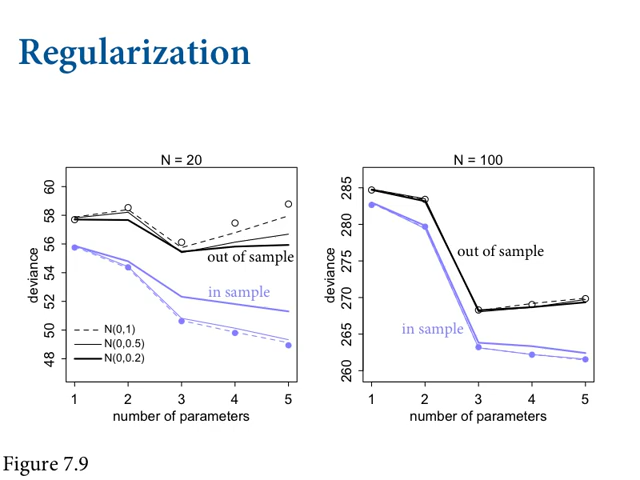 Regularization
N = 20
60
58
56
54
52
50
48
deviance
out of sample
in sample
N(0,1)
N(0,0.5)
N(0,0.2)
1 2 3 4 5
number of parameters
N = 100
285
280
275
270
265
260
deviance
out of sample
in sample
1 2 3 4 5
number of parameters
Figure 7.9